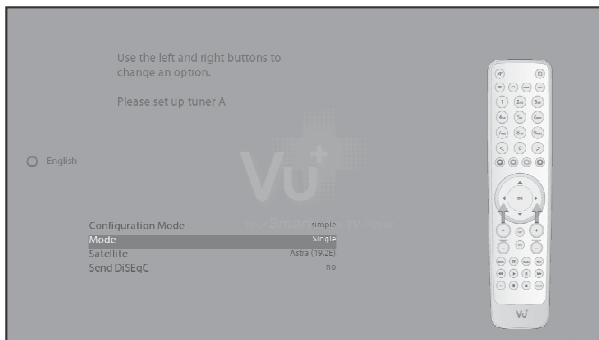 Use the left and right buttons to
change an option.
Please set up tuner A
English
Vu+
Configuration Mode simple
Mode Single
Satellite Astra (19.2E)
Send DiSEqC no
Vu+